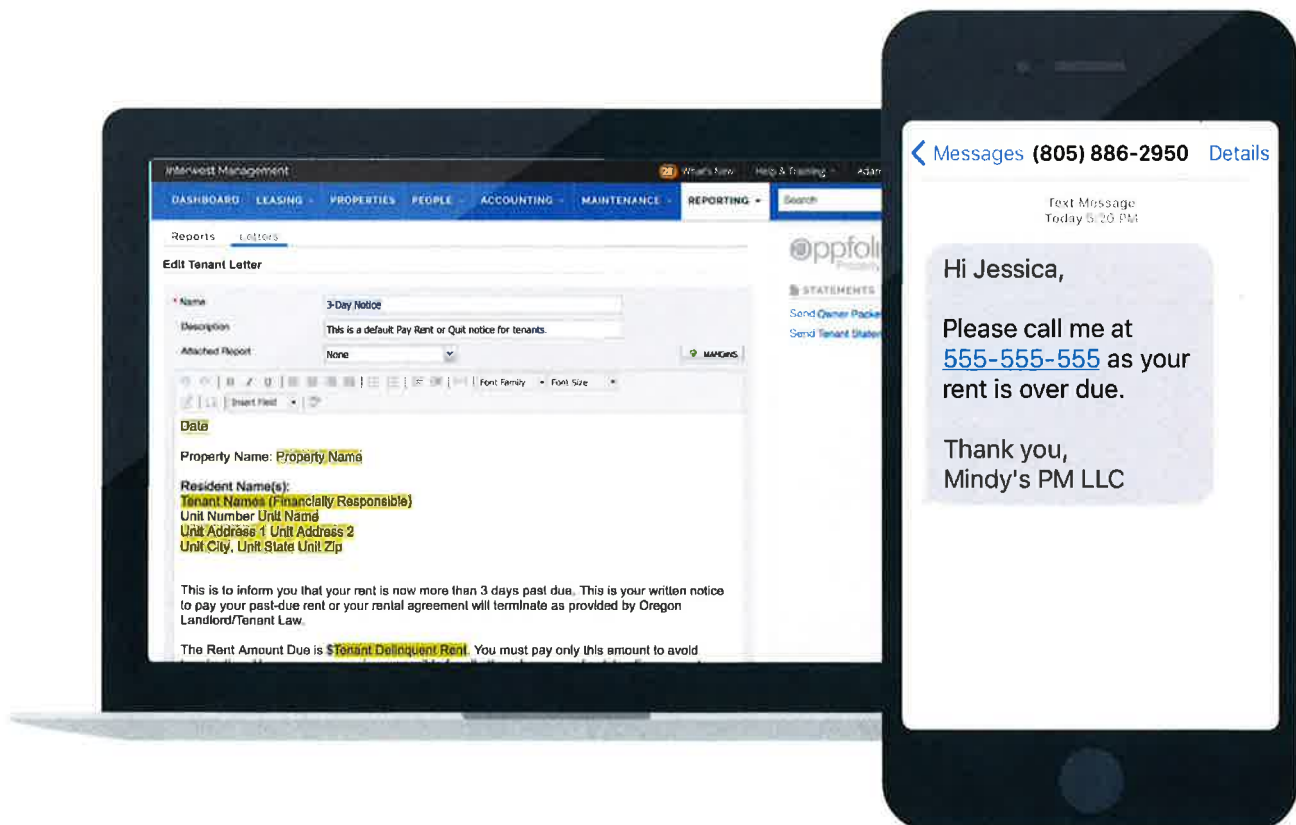 Interwest Management
28 What's New Help & Training Adam
DASHBOARD LEASING PROPERTIES PEOPLE ACCOUNTING MAINTENANCE REPORTING Search
Reports Letters
Edit Tenant Letter
* Name 3-Day Notice
Description This is a default Pay Rent or Quit notice for tenants.
Attached Report None MARGINS
B I U Font Family Font Size
Insert Field
Date
Property Name: Property Name
Resident Name(s):
Tenant Names (Financially Responsible)
Unit Number Unit Name
Unit Address 1 Unit Address 2
Unit City, Unit State Unit Zip
This is to inform you that your rent is now more than 3 days past due. This is your written notice
to pay your past-due rent or your rental agreement will terminate as provided by Oregon
Landlord/Tenant Law.
The Rent Amount Due is $Tenant Delinquent Rent. You must pay only this amount to avoid
appfoli
STATEMENTS
Send Owner Packe
Send Tenant State
Messages (805) 886-2950 Details
Text Message
Today 5:20 PM
Hi Jessica,
Please call me at
555-555-555 as your
rent is over due.
Thank you,
Mindy's PM LLC